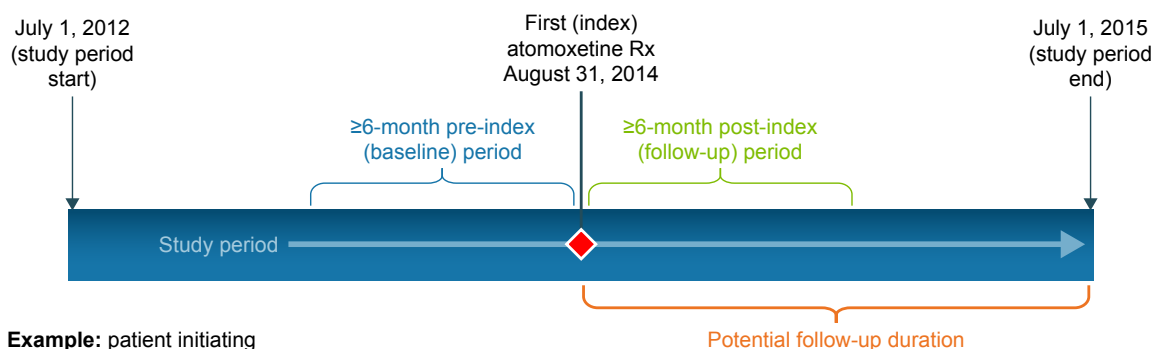 July 1, 2012
(study period
start)
First (index)
atomoxetine Rx
August 31, 2014
July 1, 2015
(study period
end)
≥6-month pre-index
(baseline) period
≥6-month post-index
(follow-up) period
Study period
Example: patient initiating
Potential follow-up duration